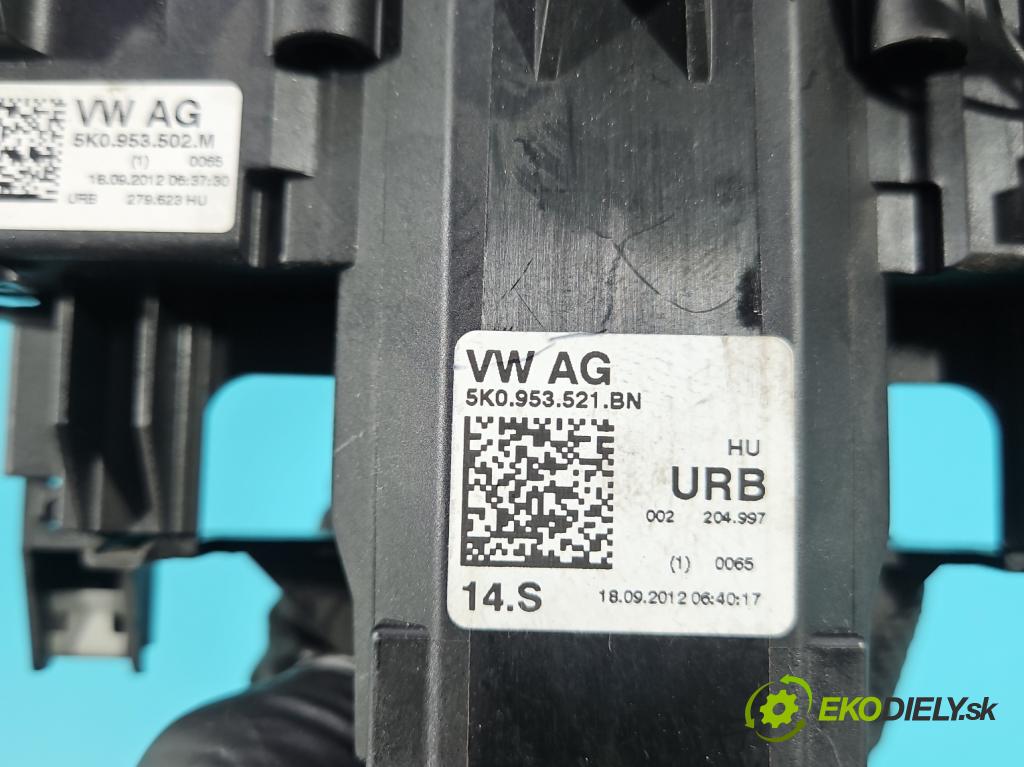 VW AG
5K0.953.502.M
(1) 0065
18.09.2012 06:37:30
URB 279.623 HU
VW AG
5K0.953.521.BN
HU
URB
002 204.997
(1) 0065
14.S 18.09.2012 06:40:17
EKODIELY.sk